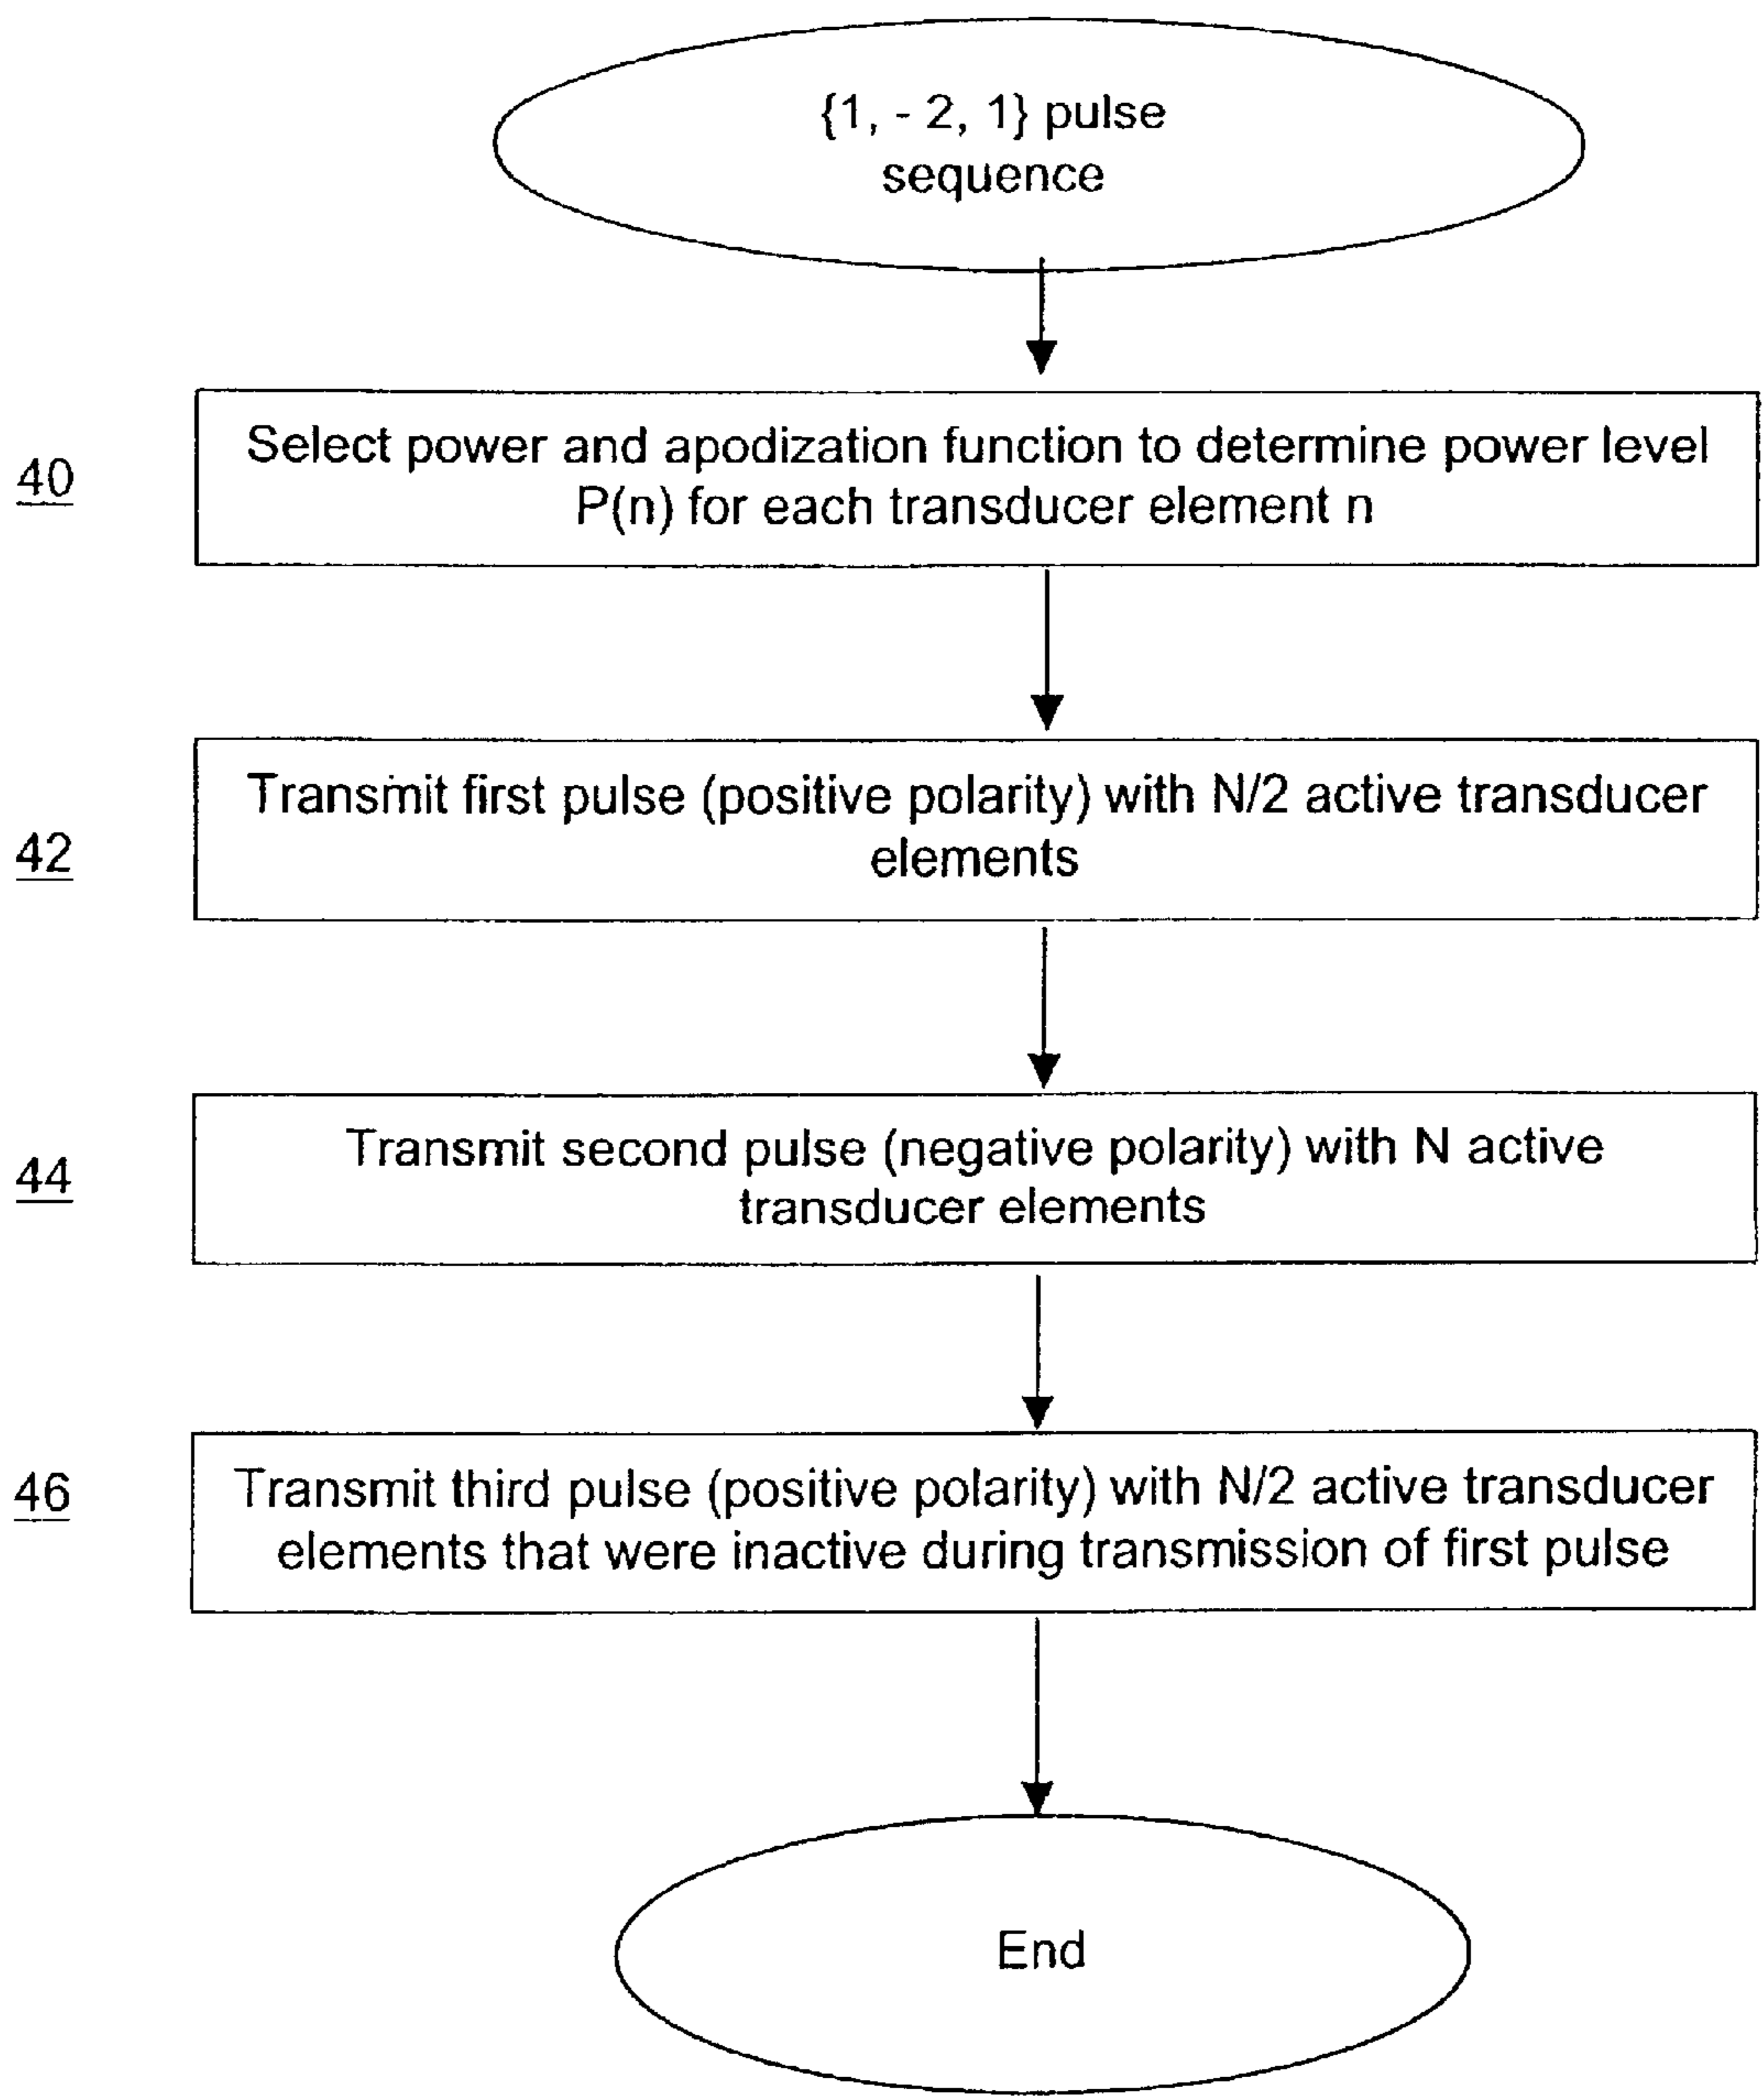 {1, - 2, 1} pulse
sequence
40
Select power and apodization function to determine power level
P(n) for each transducer element n
42
Transmit first pulse (positive polarity) with N/2 active transducer
elements
44
Transmit second pulse (negative polarity) with N active
transducer elements
46
Transmit third pulse (positive polarity) with N/2 active transducer
elements that were inactive during transmission of first pulse
End